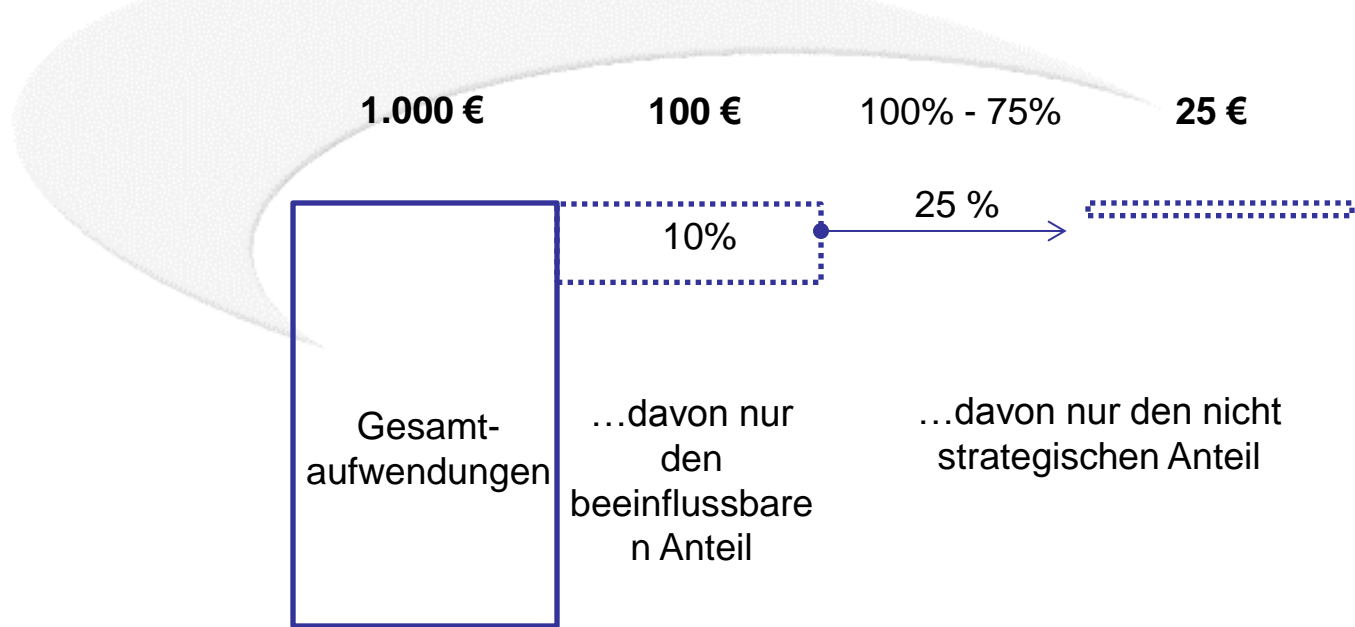 1.000 €
100 €
100% - 75%
25 €
10%
25 %
Gesamt-
aufwendungen
…davon nur
den
beeinflussbare
n Anteil
…davon nur den nicht
strategischen Anteil